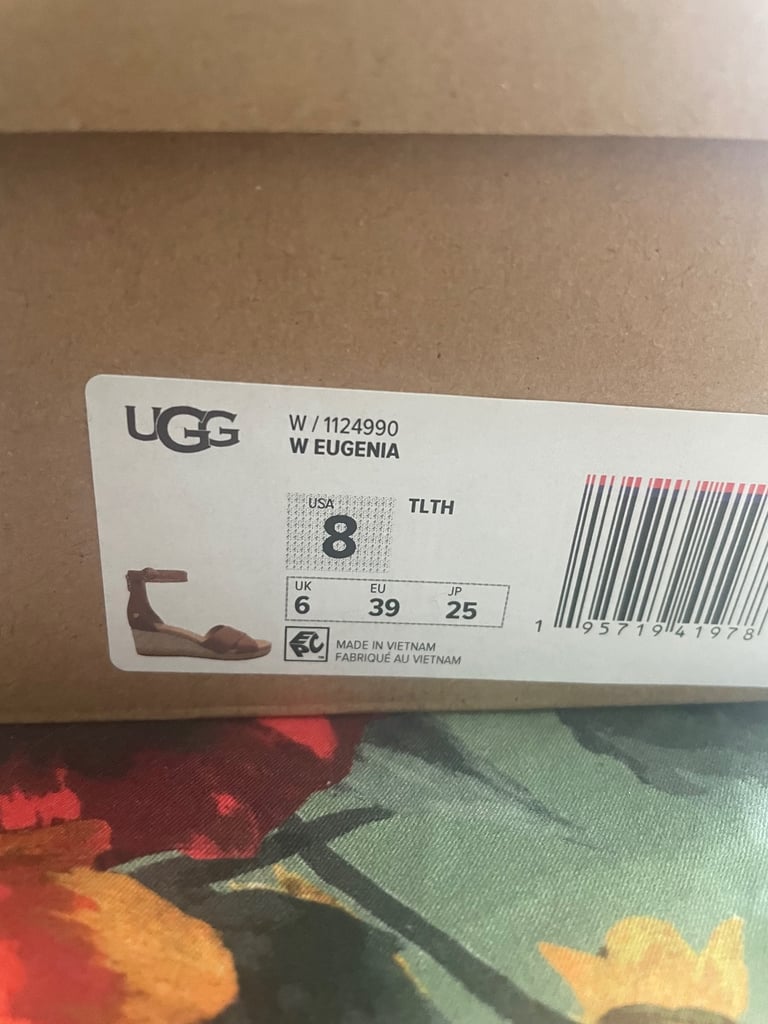 UGG
W / 1124990
W EUGENIA
USA
8
TLTH
UK EU JP
6 39 25
EPC
MADE IN VIETNAM
FABRIQUÉ AU VIETNAM
1 95719 41978